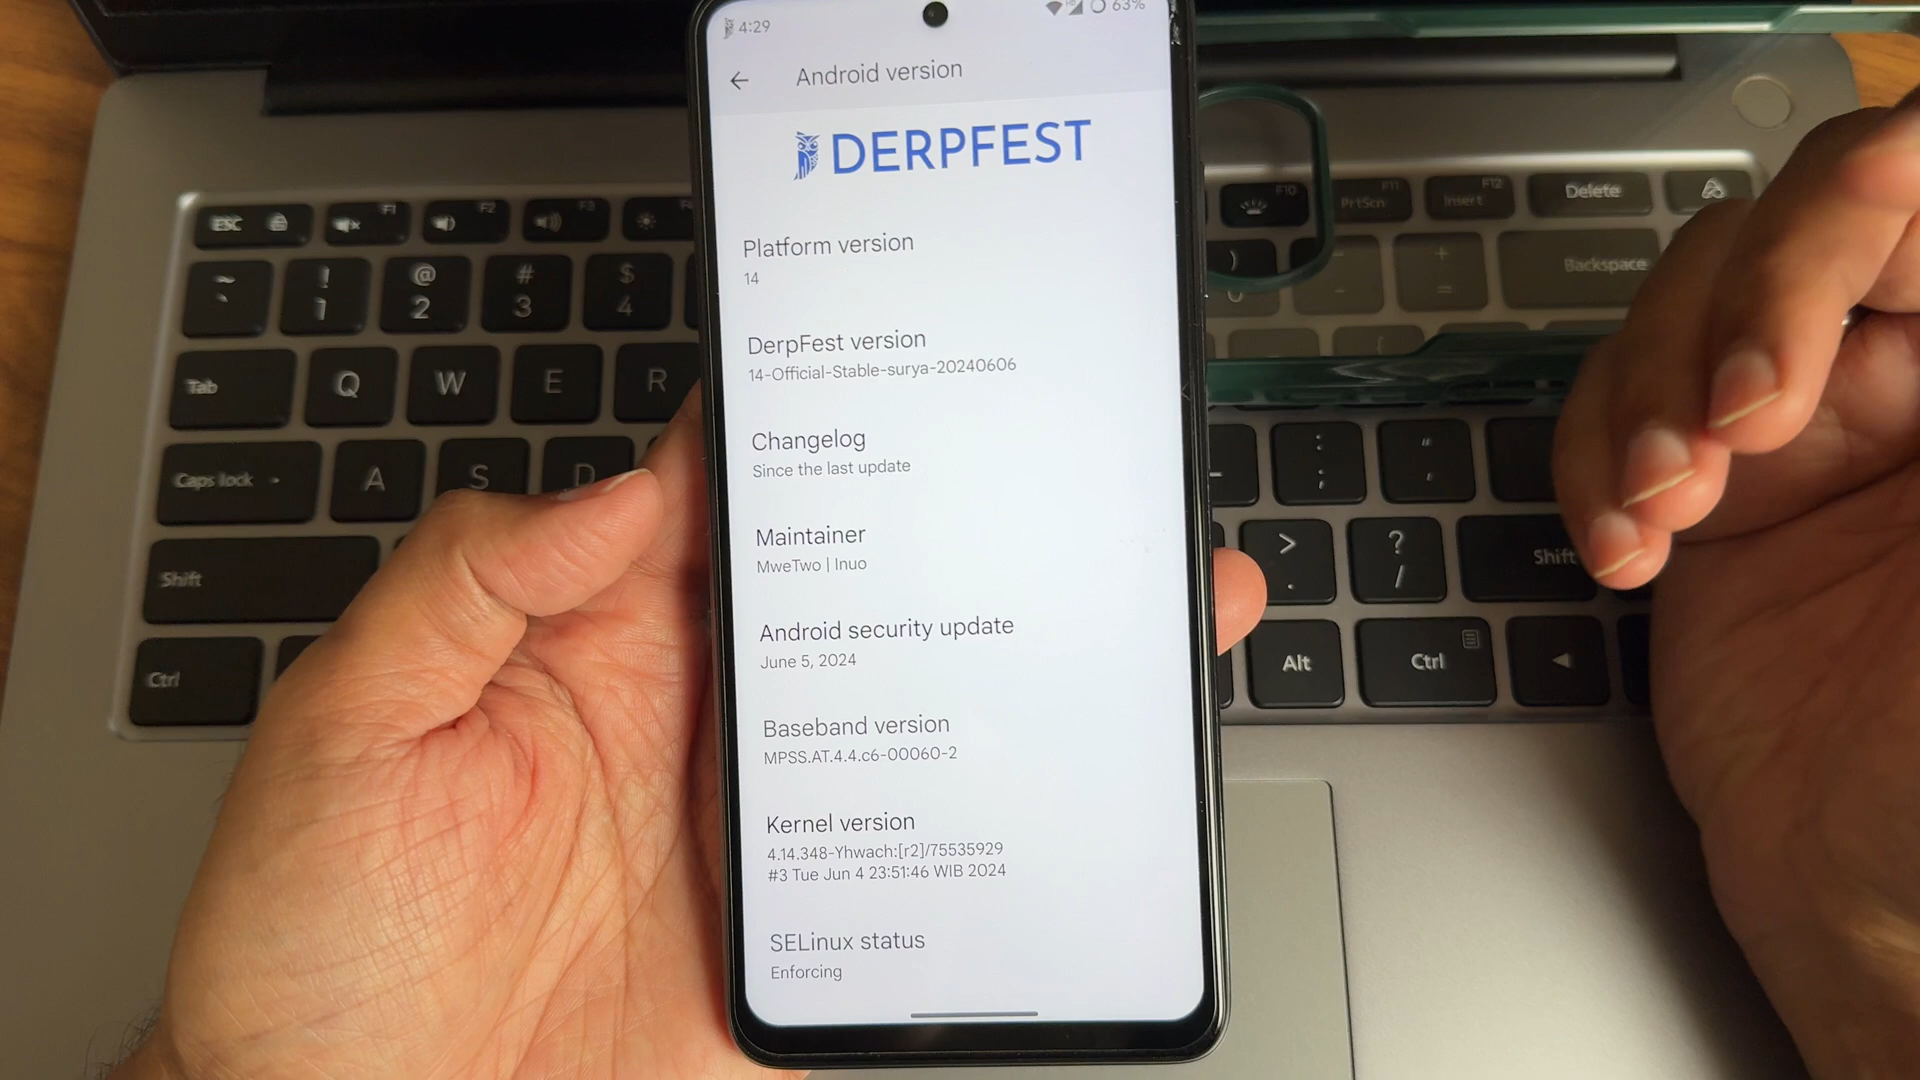 4:29
63%
Android version
DERPFEST
Platform version
14
DerpFest version
14-Official-Stable-surya-20240606
Changelog
Since the last update
Maintainer
MweTwo | Inuo
Android security update
June 5, 2024
Baseband version
MPSS.AT.4.4.c6-00060-2
Kernel version
4.14.348-Yhwach:[r2]/75535929
#3 Tue Jun 4 23:51:46 WIB 2024
SELinux status
Enforcing
ESC F1 F2 F3
F10 PrtScn F11 Insert F12 Delete
~ ` ! 1 @ 2 # 3 $ 4
) 0 - + = Backspace
Tab Q W E R
Caps lock A S D
: ; " '
Shift
> . ? / Shift
Ctrl
Alt Ctrl